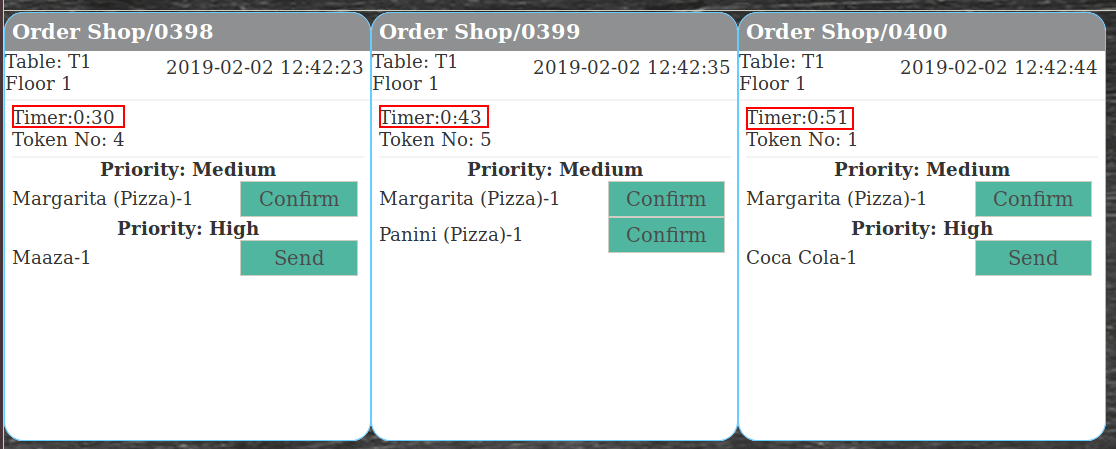 Order Shop/0398
Table: T1
Floor 1
2019-02-02 12:42:23
Timer:0:30
Token No: 4
Priority: Medium
Margarita (Pizza)-1 Confirm
Priority: High
Maaza-1 Send
Order Shop/0399
Table: T1
Floor 1
2019-02-02 12:42:35
Timer:0:43
Token No: 5
Priority: Medium
Margarita (Pizza)-1 Confirm
Panini (Pizza)-1 Confirm
Order Shop/0400
Table: T1
Floor 1
2019-02-02 12:42:44
Timer:0:51
Token No: 1
Priority: Medium
Margarita (Pizza)-1 Confirm
Priority: High
Coca Cola-1 Send